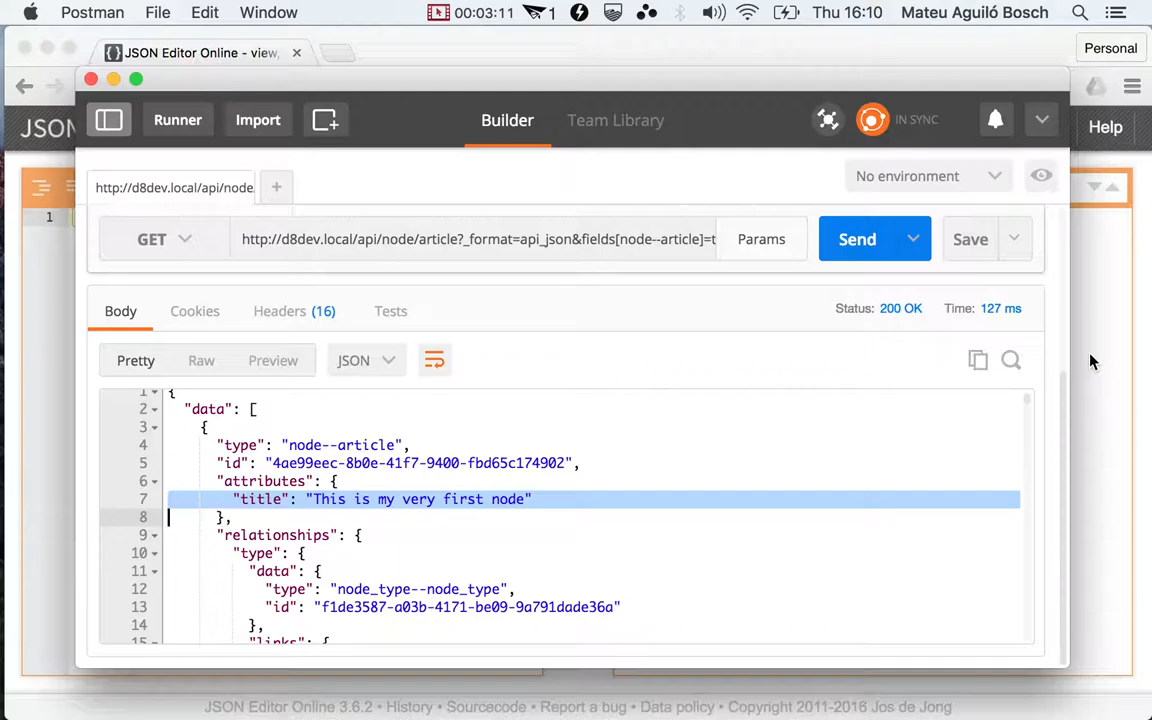 Postman File Edit Window 00:03:11 1 Thu 16:10 Mateu Aguiló Bosch
JSON Editor Online - view, Personal
JSON Help
Runner Import Builder Team Library IN SYNC
http://d8dev.local/api/node + No environment
1
GET http://d8dev.local/api/node/article?_format=api_json&fields[node--article]=t Params Send Save
Body Cookies Headers (16) Tests Status: 200 OK Time: 127 ms
Pretty Raw Preview JSON
1 {
2 "data": [
3 {
4 "type": "node--article",
5 "id": "4ae99eec-8b0e-41f7-9400-fbd65c174902",
6 "attributes": {
7 "title": "This is my very first node"
8 },
9 "relationships": {
10 "type": {
11 "data": {
12 "type": "node_type--node_type",
13 "id": "f1de3587-a03b-4171-be09-9a791dade36a"
14 },
15 "links": {
JSON Editor Online 3.6.2 • History • Sourcecode • Report a bug • Data policy • Copyright 2011-2016 Jos de Jong